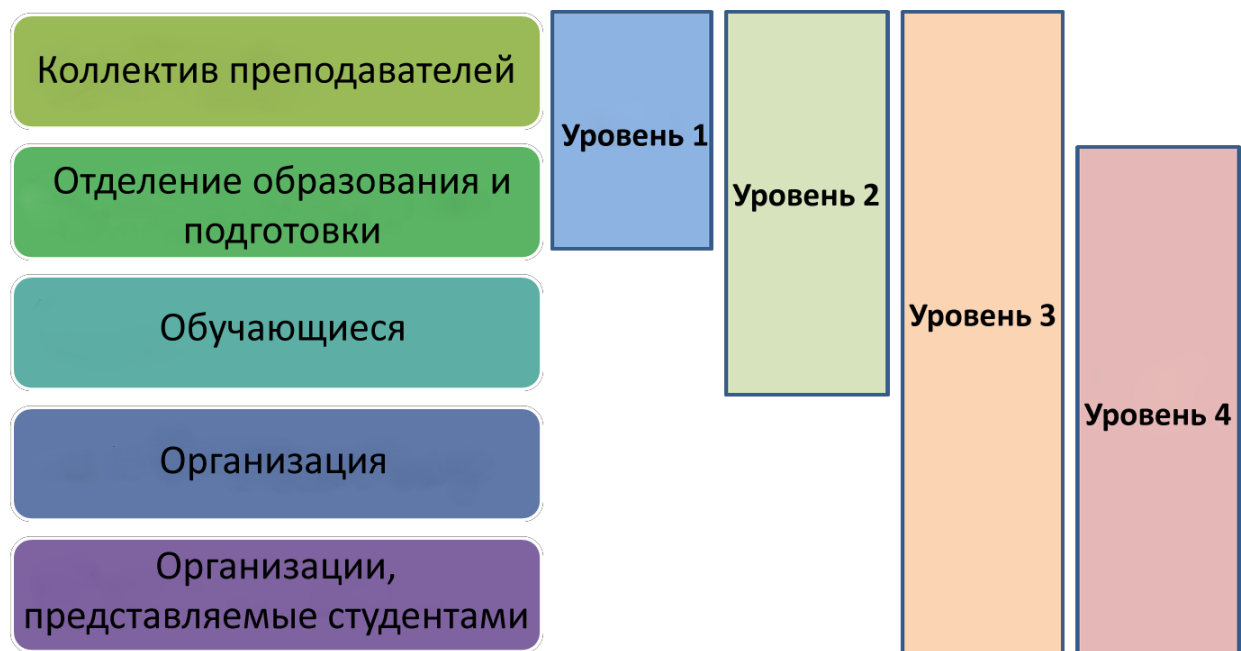 Коллектив преподавателей
Уровень 1
Отделение образования и
подготовки
Уровень 2
Обучающиеся
Уровень 3
Уровень 4
Организация
Организации,
представляемые студентами